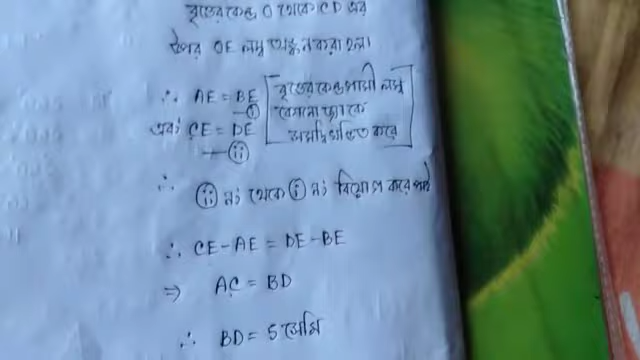 বৃত্তের কেন্দ্র O থেকে CD এর
উপর OE লম্ব অঙ্কন করা হল।
∴ AE = BE —① [বৃত্তের কেন্দ্রগামী লম্ব
এবং CE = DE কোনো জ্যাকে
—ⅱ সমদ্বিখণ্ডিত করে]
∴ ⅱ নং থেকে ⅰ নং বিয়োগ করে পাই
∴ CE-AE = DE-BE
⇒ AC = BD
∴ BD = 5 সেমি